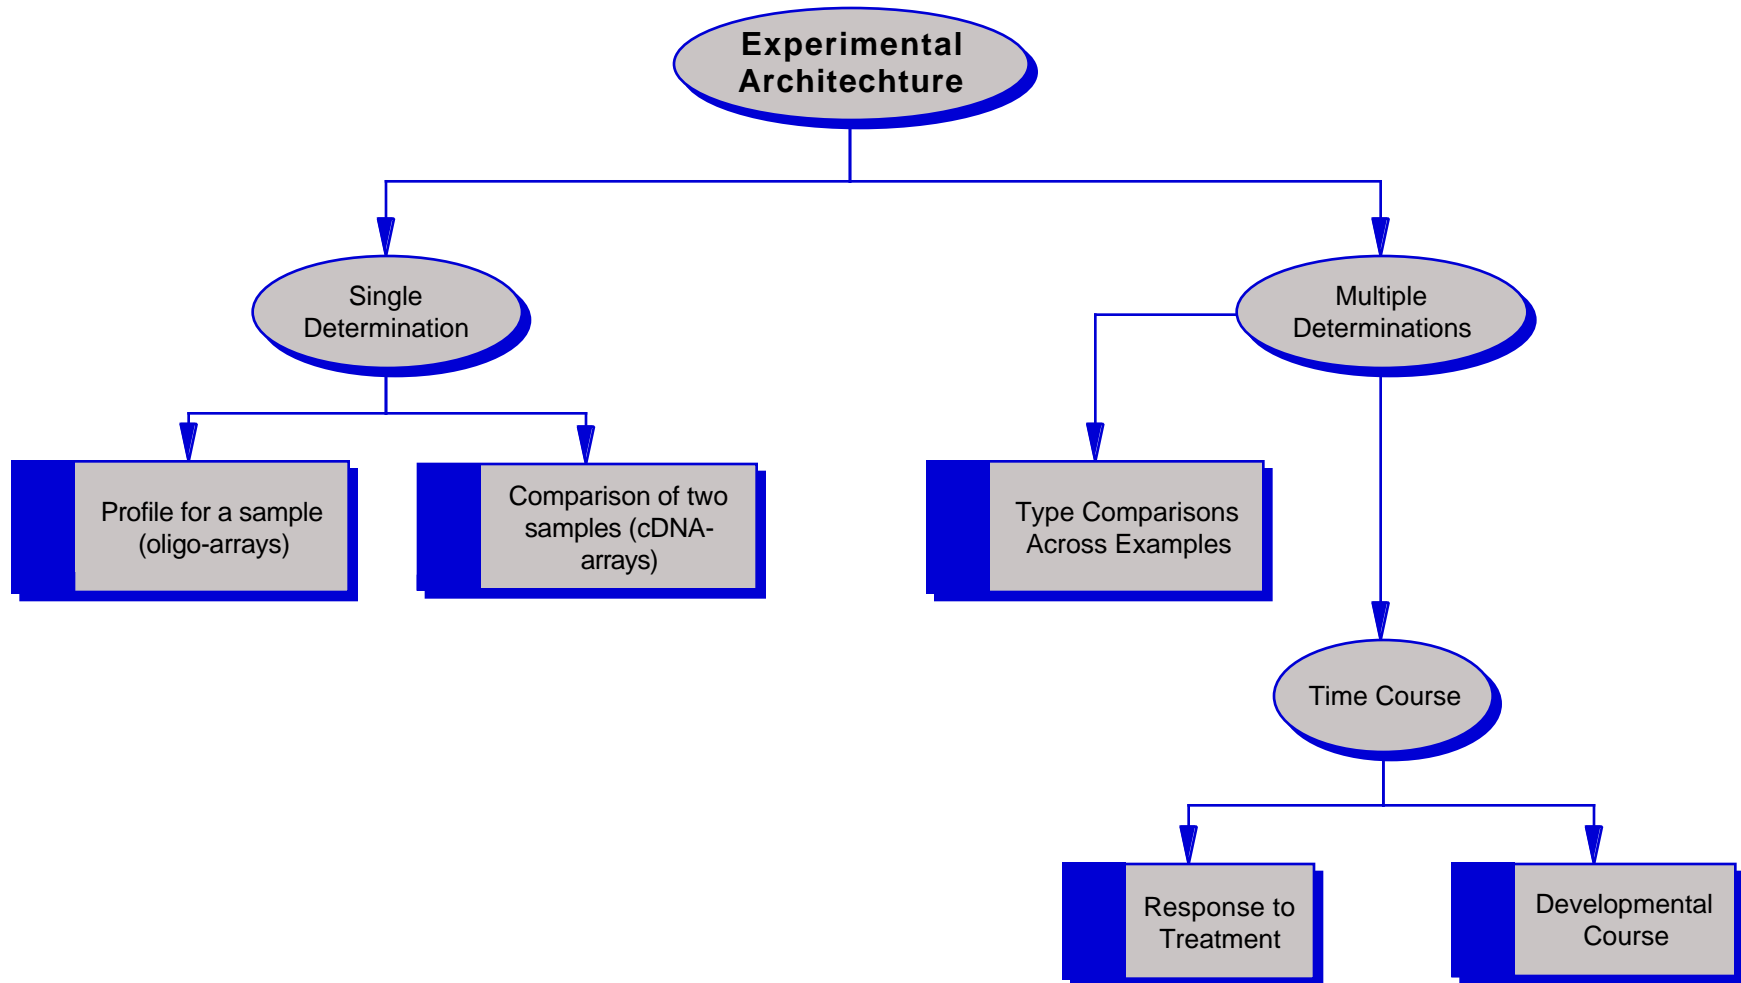 Experimental
Architechture
Single
Determination
Multiple
Determinations
Profile for a sample
(oligo-arrays)
Comparison of two
samples (cDNA-
arrays)
Type Comparisons
Across Examples
Time Course
Response to
Treatment
Developmental
Course